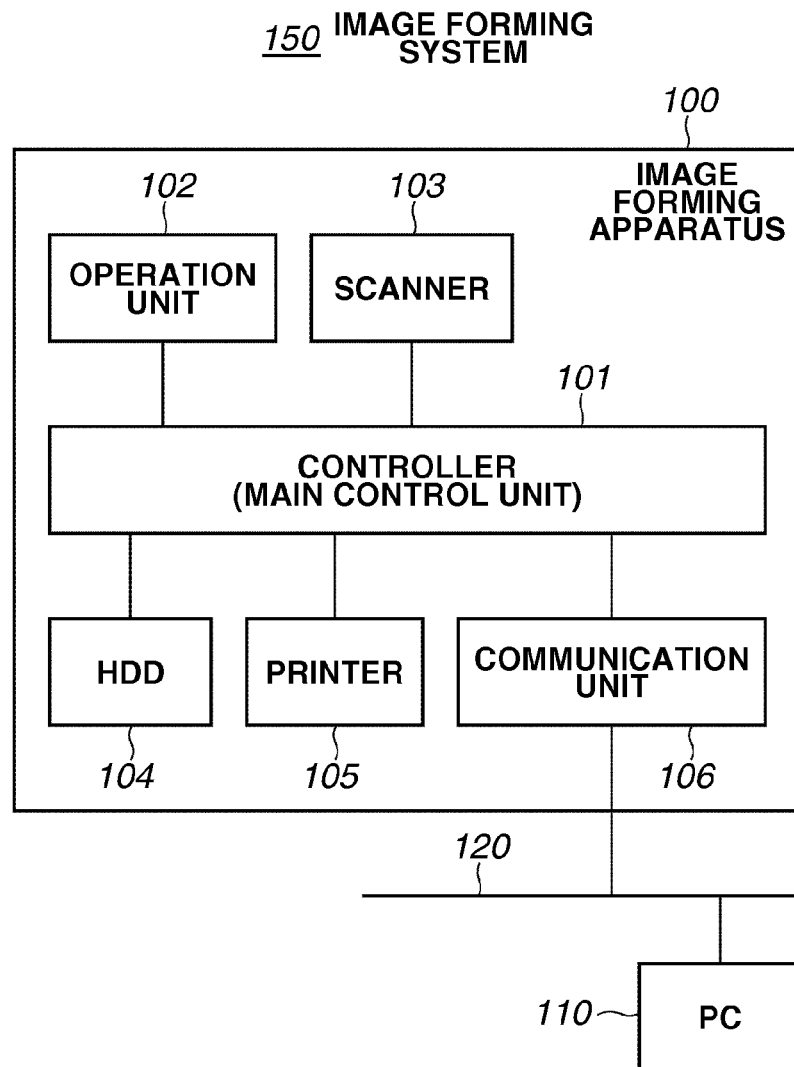 150 IMAGE FORMING
SYSTEM
100
IMAGE
FORMING
APPARATUS
102
103
OPERATION
UNIT
SCANNER
101
CONTROLLER
(MAIN CONTROL UNIT)
HDD
PRINTER
COMMUNICATION
UNIT
104
105
106
120
110
PC